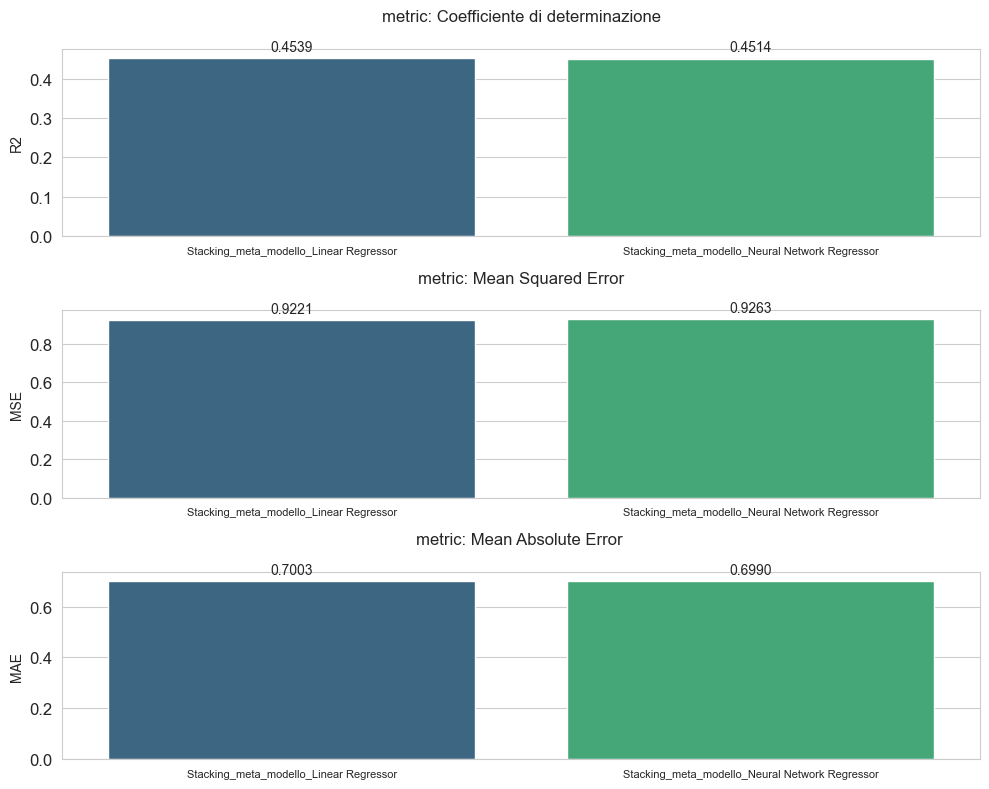 metric: Coefficiente di determinazione
0.4539
0.4514
0.4
0.3
0.2
0.1
0.0
R2
Stacking_meta_modello_Linear Regressor
Stacking_meta_modello_Neural Network Regressor
metric: Mean Squared Error
0.9221
0.9263
0.8
0.6
0.4
0.2
0.0
MSE
Stacking_meta_modello_Linear Regressor
Stacking_meta_modello_Neural Network Regressor
metric: Mean Absolute Error
0.7003
0.6990
0.6
0.4
0.2
0.0
MAE
Stacking_meta_modello_Linear Regressor
Stacking_meta_modello_Neural Network Regressor